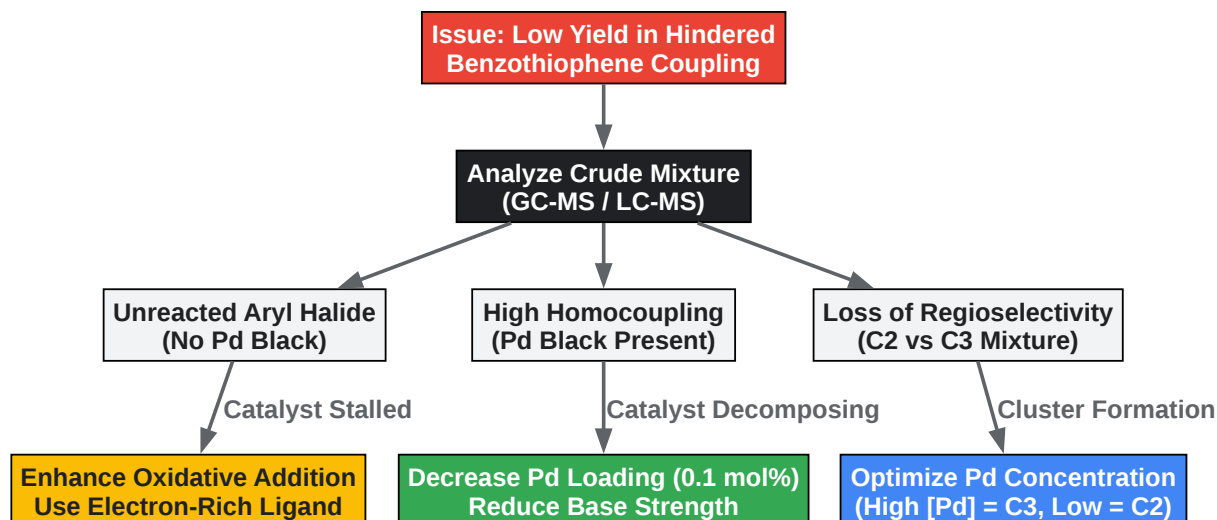 Issue: Low Yield in Hindered
Benzothiophene Coupling
Analyze Crude Mixture
(GC-MS / LC-MS)
Unreacted Aryl Halide
(No Pd Black)
High Homocoupling
(Pd Black Present)
Loss of Regioselectivity
(C2 vs C3 Mixture)
Catalyst Stalled
Catalyst Decomposing
Cluster Formation
Enhance Oxidative Addition
Use Electron-Rich Ligand
Decrease Pd Loading (0.1 mol%)
Reduce Base Strength
Optimize Pd Concentration
(High [Pd] = C3, Low = C2)